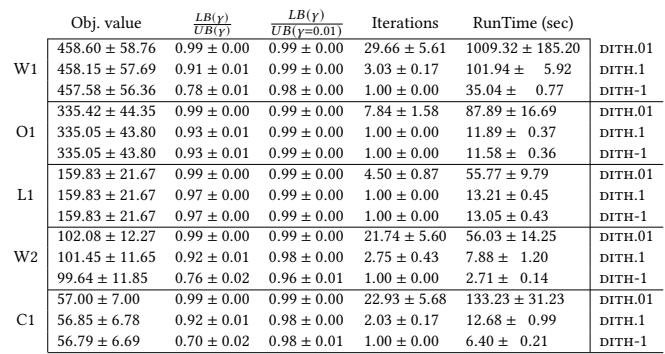 Obj. value LB(γ)/UB(γ) LB(γ)/UB(γ=0.01) Iterations RunTime (sec)
458.60 ± 58.76 0.99 ± 0.00 0.99 ± 0.00 29.66 ± 5.61 1009.32 ± 185.20 DITH.01
W1 458.15 ± 57.69 0.91 ± 0.01 0.99 ± 0.00 3.03 ± 0.17 101.94 ± 5.92 DITH.1
457.58 ± 56.36 0.78 ± 0.01 0.98 ± 0.00 1.00 ± 0.00 35.04 ± 0.77 DITH-1
335.42 ± 44.35 0.99 ± 0.00 0.99 ± 0.00 7.84 ± 1.58 87.89 ± 16.69 DITH.01
O1 335.05 ± 43.80 0.93 ± 0.01 0.99 ± 0.00 1.00 ± 0.00 11.89 ± 0.37 DITH.1
335.05 ± 43.80 0.93 ± 0.01 0.99 ± 0.00 1.00 ± 0.00 11.58 ± 0.36 DITH-1
159.83 ± 21.67 0.99 ± 0.00 0.99 ± 0.00 4.50 ± 0.87 55.77 ± 9.79 DITH.01
L1 159.83 ± 21.67 0.97 ± 0.00 0.99 ± 0.00 1.00 ± 0.00 13.21 ± 0.45 DITH.1
159.83 ± 21.67 0.97 ± 0.00 0.99 ± 0.00 1.00 ± 0.00 13.05 ± 0.43 DITH-1
102.08 ± 12.27 0.99 ± 0.00 0.99 ± 0.00 21.74 ± 5.60 56.03 ± 14.25 DITH.01
W2 101.45 ± 11.65 0.92 ± 0.01 0.98 ± 0.00 2.75 ± 0.43 7.88 ± 1.20 DITH.1
99.64 ± 11.85 0.76 ± 0.02 0.96 ± 0.01 1.00 ± 0.00 2.71 ± 0.14 DITH-1
57.00 ± 7.00 0.99 ± 0.00 0.99 ± 0.00 22.93 ± 5.68 133.23 ± 31.23 DITH.01
C1 56.85 ± 6.78 0.92 ± 0.01 0.98 ± 0.00 2.03 ± 0.17 12.68 ± 0.99 DITH.1
56.79 ± 6.69 0.70 ± 0.02 0.98 ± 0.01 1.00 ± 0.00 6.40 ± 0.21 DITH-1